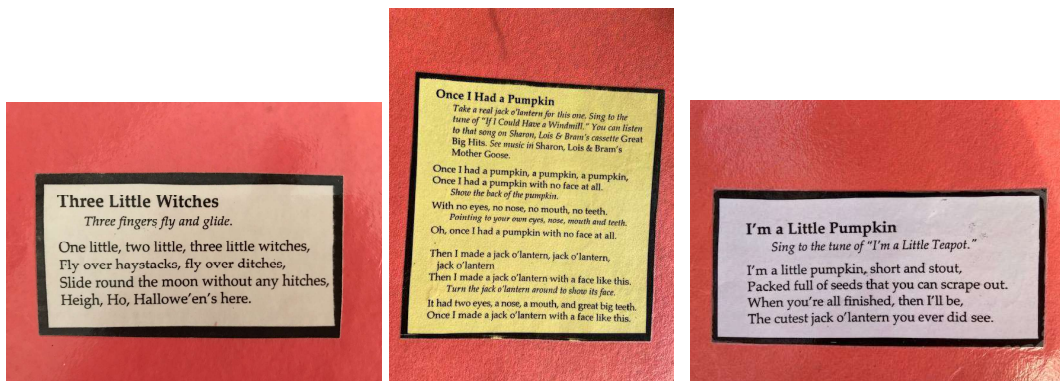 Three Little Witches
Three fingers fly and glide.
One little, two little, three little witches,
Fly over haystacks, fly over ditches,
Slide round the moon without any hitches,
Heigh, Ho, Hallowe'en's here.
Once I Had a Pumpkin
Take a real jack o'lantern for this one. Sing to the
tune of "If I Could Have a Windmill." You can listen
to that song on Sharon, Lois & Bram's cassette Great
Big Hits. See music in Sharon, Lois & Bram's
Mother Goose.
Once I had a pumpkin, a pumpkin, a pumpkin,
Once I had a pumpkin with no face at all.
Show the back of the pumpkin.
With no eyes, no nose, no mouth, no teeth.
Pointing to your own eyes, nose, mouth and teeth.
Oh, once I had a pumpkin with no face at all.
Then I made a jack o'lantern, jack o'lantern,
jack o'lantern
Then I made a jack o'lantern with a face like this.
Turn the jack o'lantern around to show its face.
It had two eyes, a nose, a mouth, and great big teeth.
Once I made a jack o'lantern with a face like this.
I'm a Little Pumpkin
Sing to the tune of "I'm a Little Teapot."
I'm a little pumpkin, short and stout,
Packed full of seeds that you can scrape out.
When you're all finished, then I'll be,
The cutest jack o'lantern you ever did see.